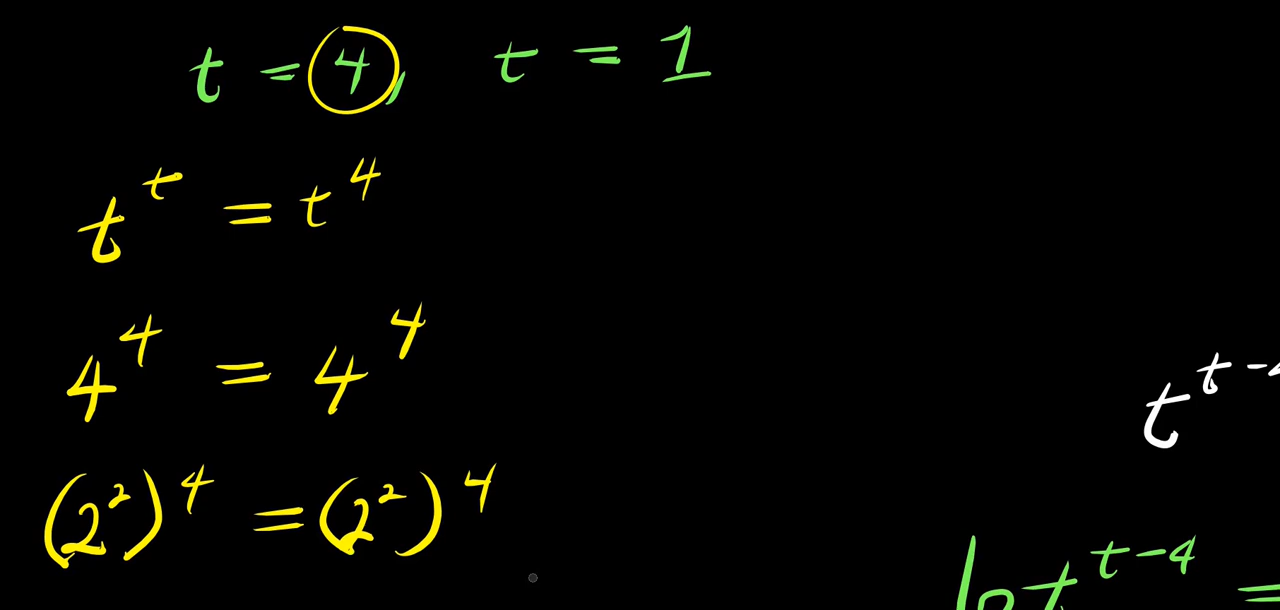 t = 4, t = 1
t^t = t^4
4^4 = 4^4
t^{t-4}
(2^2)^4 = (2^2)^4
ln t^{t-4} =